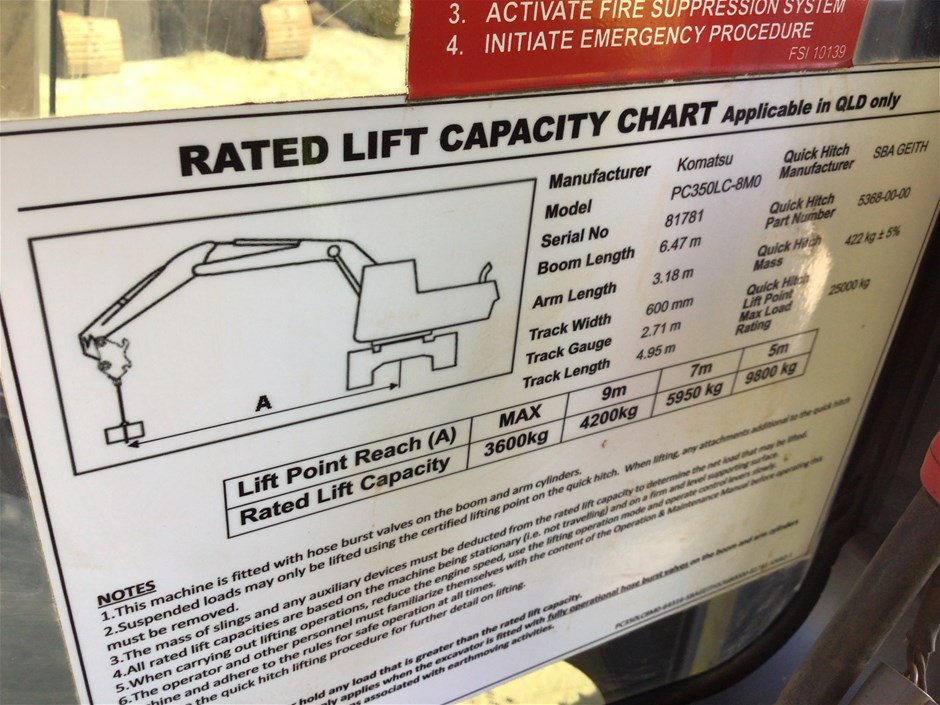 3. ACTIVATE FIRE SUPPRESSION SYSTEM
4. INITIATE EMERGENCY PROCEDURE
FSI 10139
RATED LIFT CAPACITY CHART Applicable in QLD only
Manufacturer Komatsu
Model PC350LC-8M0
Serial No 81781
Boom Length 6.47 m
Arm Length 3.18 m
Track Width 600 mm
Track Gauge 2.71 m
Track Length 4.95 m
Quick Hitch Manufacturer SBA GEITH
Quick Hitch Part Number 5368-00-00
Quick Hitch Mass 422 kg ± 5%
Quick Hitch Lift Point Max Load Rating 25000 kg
A
Lift Point Reach (A) MAX 9m 7m 5m
Rated Lift Capacity 3600kg 4200kg 5950 kg 9800 kg
NOTES
1.This machine is fitted with hose burst valves on the boom and arm cylinders.
2.Suspended loads may only be lifted using the certified lifting point on the quick hitch. When lifting, any attachments additional to the quick hitch
must be removed.
3.The mass of slings and any auxiliary devices must be deducted from the rated lift capacity to determine the net load that may be lifted.
4.All rated lift capacities are based on the machine being stationary (i.e. not travelling) and on a firm and level supporting surface.
5.When carrying out lifting operations, reduce the engine speed, use the lifting operation mode and operate control levers slowly.
6.The operator and other personnel must familiarize themselves with the content of the Operation & Maintenance Manual before operating the
machine and adhere to the rules for safe operation at all times.
the quick hitch lifting procedure for further detail on lifting.
hold any load that is greater than the rated lift capacity.
only applies when the excavator is fitted with fully operational hose burst valves on the boom and arm cylinders
associated with earthmoving activities.